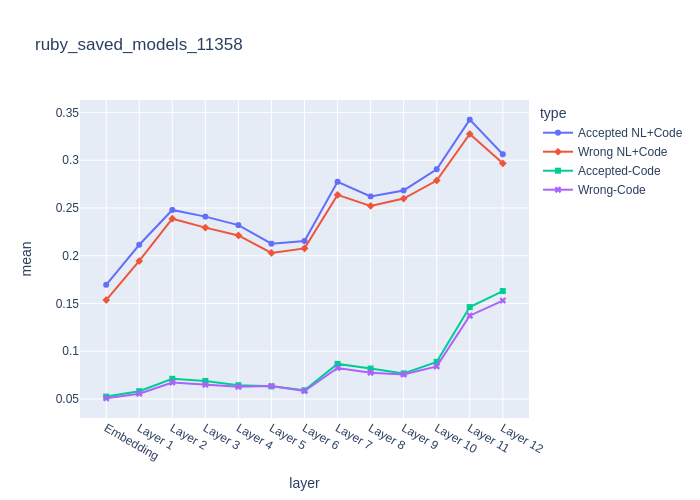 ruby_saved_models_11358
type
Accepted NL+Code
Wrong NL+Code
Accepted-Code
Wrong-Code
mean
0.35
0.3
0.25
0.2
0.15
0.1
0.05
Embedding
Layer 1
Layer 2
Layer 3
Layer 4
Layer 5
Layer 6
Layer 7
Layer 8
Layer 9
Layer 10
Layer 11
Layer 12
layer